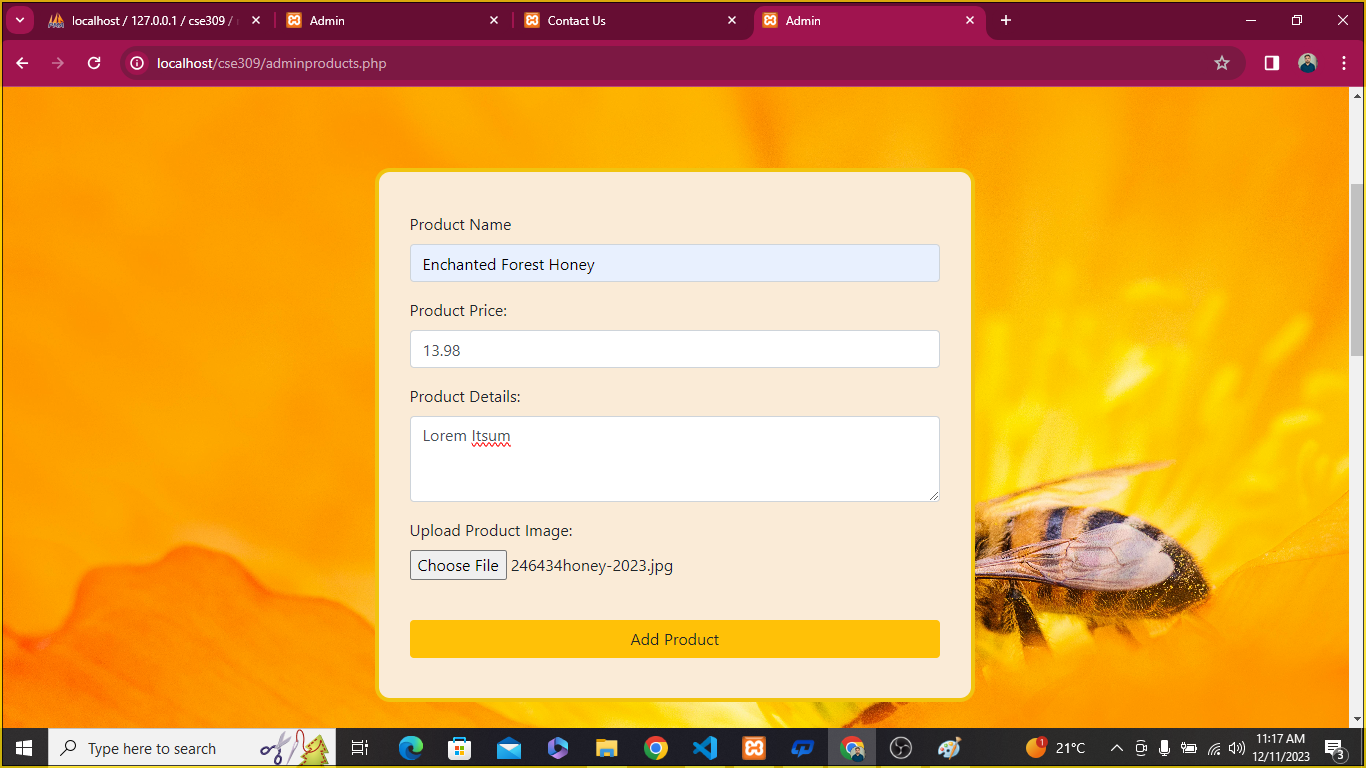 localhost / 127.0.0.1 / cse309 /
Admin
Contact Us
Admin
localhost/cse309/adminproducts.php
Product Name
Enchanted Forest Honey
Product Price:
13.98
Product Details:
Lorem Itsum
Upload Product Image:
Choose File 246434honey-2023.jpg
Add Product
Type here to search
1
21°C
11:17 AM
12/11/2023
3